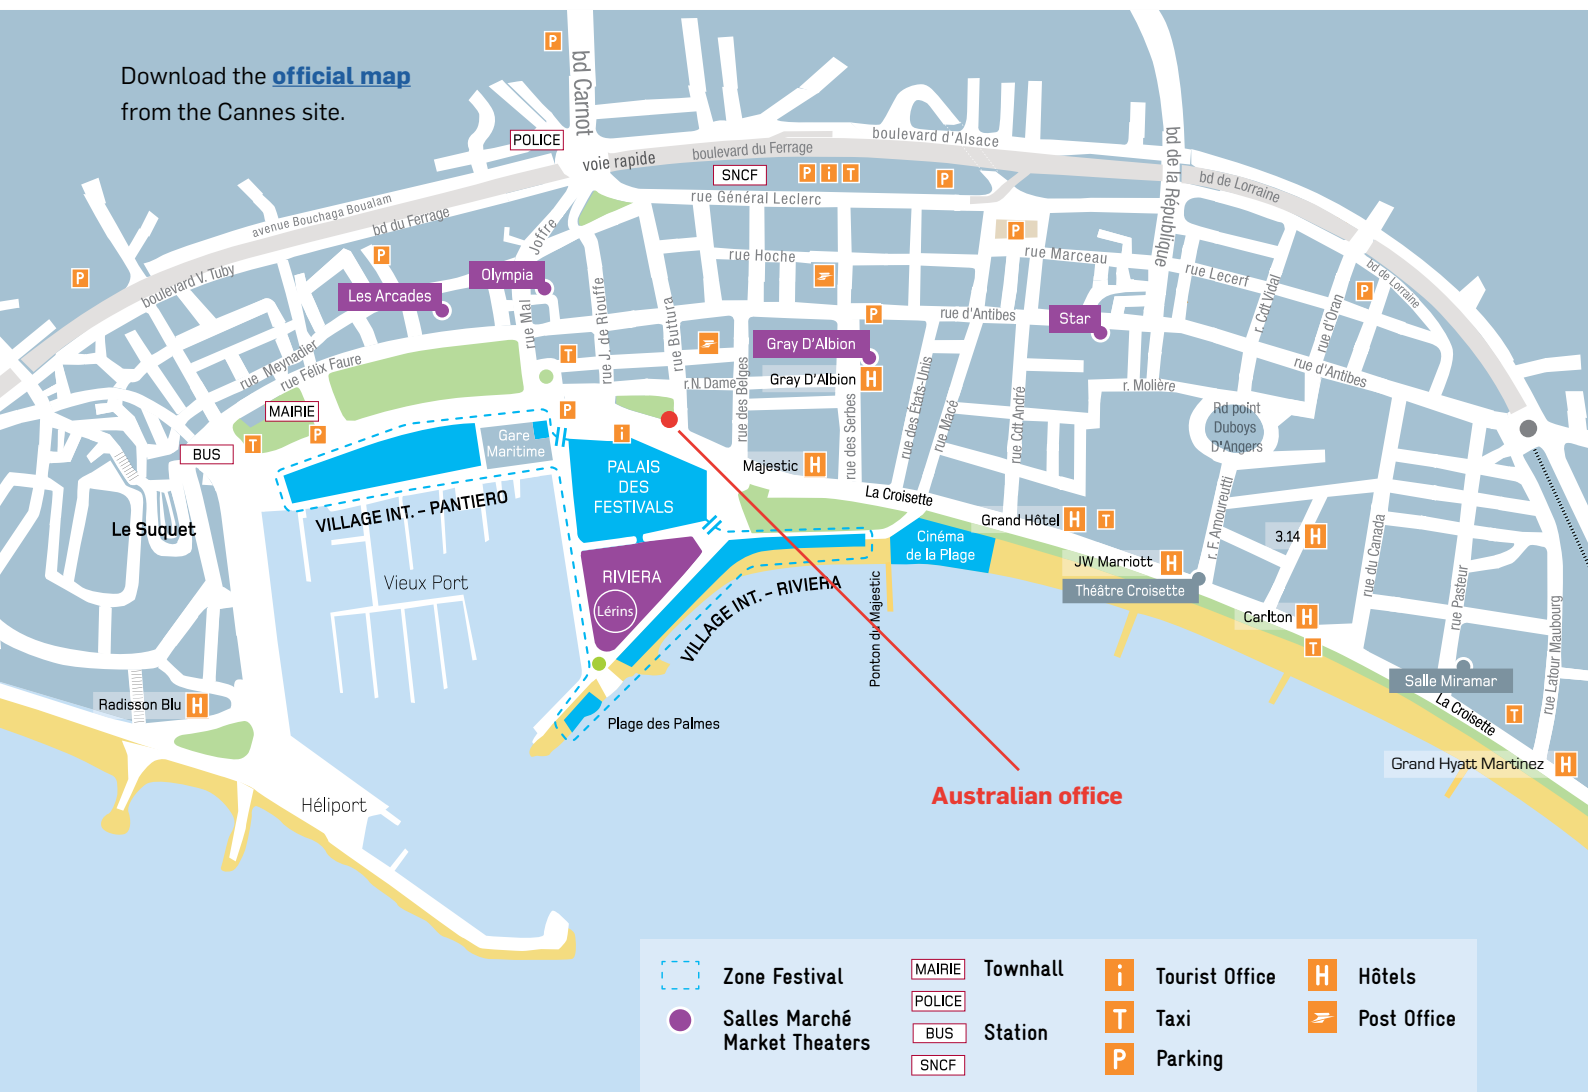 Download the official map
from the Cannes site.
P
bd Carnot
POLICE
voie rapide
boulevard du Ferrage
boulevard d'Alsace
SNCF
P
i
T
P
rue Général Leclerc
bd de la République
bd de Lorraine
avenue Bouchaga Boualam
bd du Ferrage
Joffre
P
P
boulevard V. Tuby
Olympia
Les Arcades
rue Hoche
P
rue Marceau
rue Lecerf
bd de Lorraine
P
r. Cdt Vidal
rue d'Oran
rue Mal
rue J. de Riouffe
rue Buttura
P
rue d'Antibes
Star
Gray D'Albion
Gray D'Albion
H
rue d'Antibes
rue Meynadier
rue Félix Faure
T
r. N. Dame
rue des Belges
rue des Serbes
rue des États-Unis
rue Macé
rue Cdt André
r. Molière
Rd point
Duboys
D'Angers
MAIRIE
P
T
BUS
P
i
Gare
Maritime
PALAIS
DES
FESTIVALS
Majestic
H
La Croisette
Grand Hôtel
H
T
r. F. Amoureutti
3.14
H
rue du Canada
rue Pasteur
rue Latour Maubourg
VILLAGE INT. – PANTIERO
Le Suquet
Vieux Port
RIVIERA
Lérins
VILLAGE INT. – RIVIERA
Cinéma
de la Plage
Ponton du Majestic
JW Marriott
H
Théâtre Croisette
Carlton
H
T
Salle Miramar
La Croisette
T
Grand Hyatt Martinez
H
Radisson Blu
H
Plage des Palmes
Héliport
Australian office
Zone Festival
Salles Marché
Market Theaters
MAIRIE
Townhall
POLICE
BUS
Station
SNCF
i
Tourist Office
T
Taxi
P
Parking
H
Hôtels
Post Office